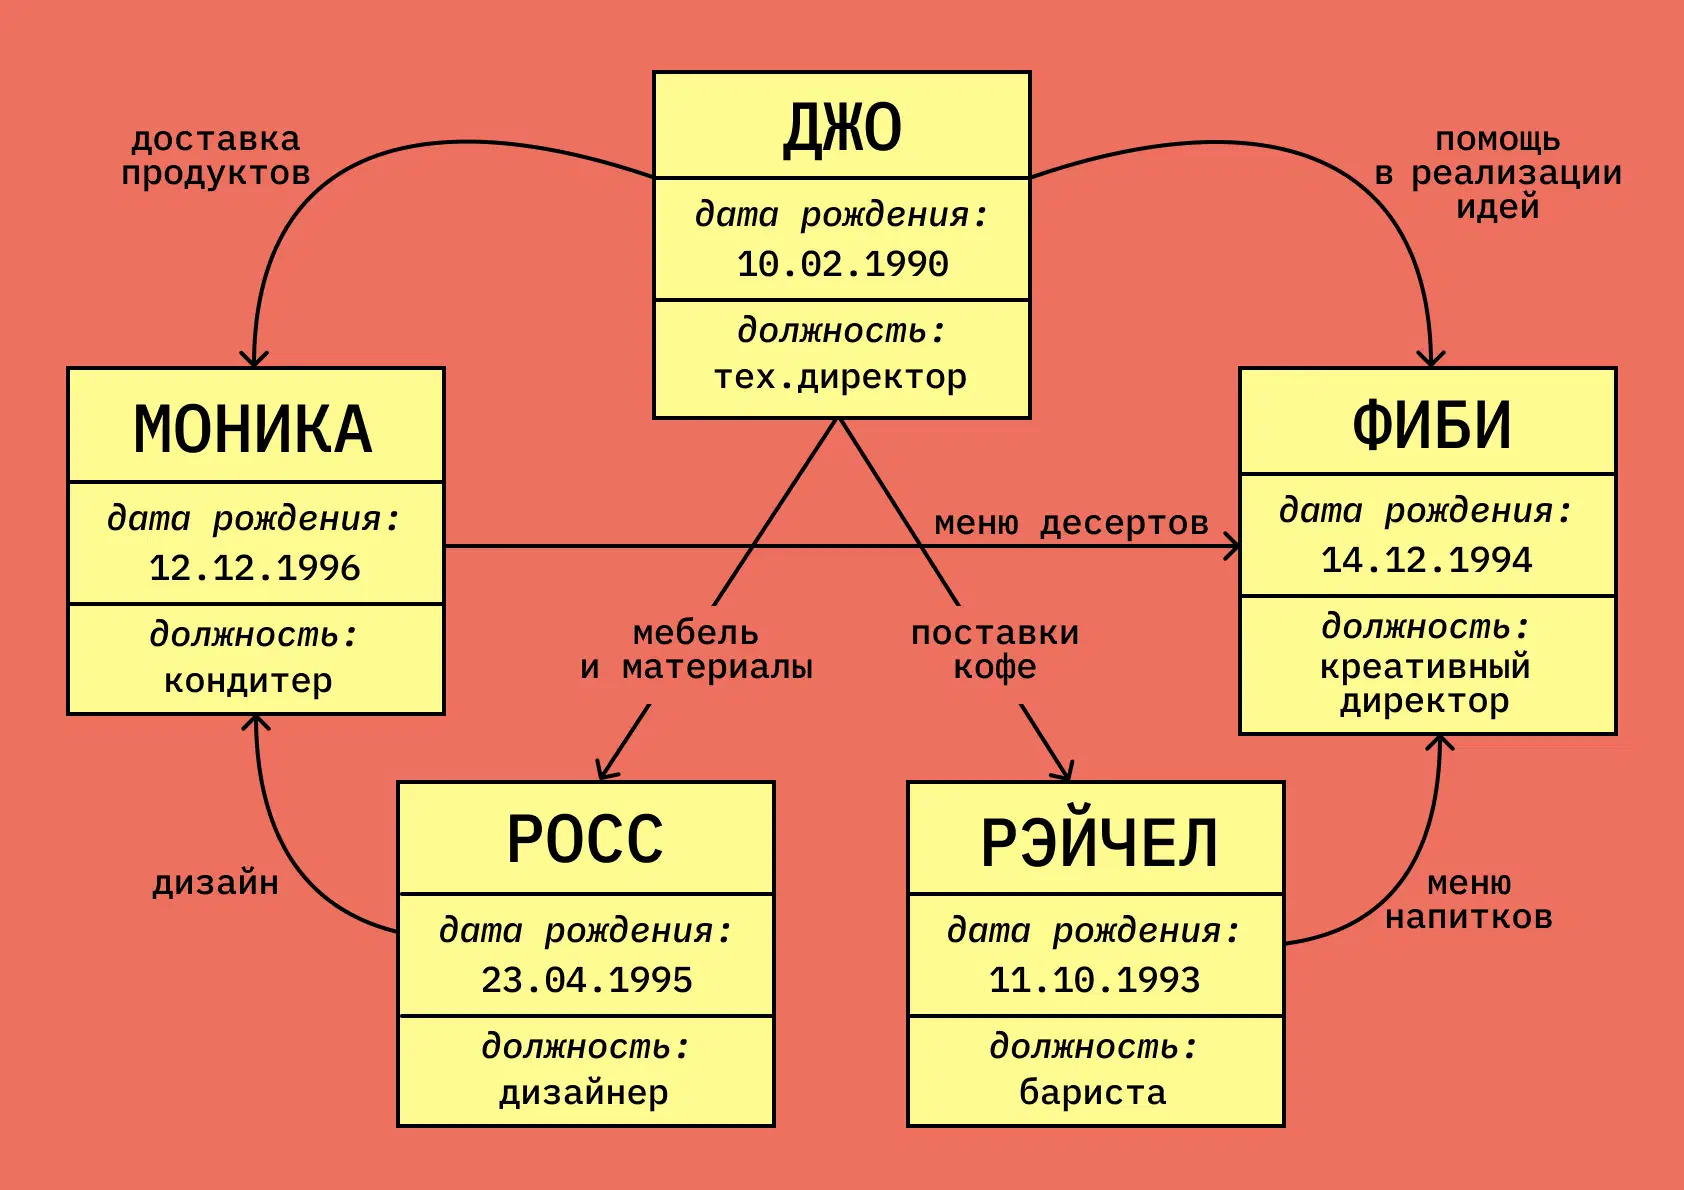 ДЖО
дата рождения:
10.02.1990
должность:
тех.директор
доставка
продуктов
помощь
в реализации
идей
МОНИКА
дата рождения:
12.12.1996
должность:
кондитер
меню десертов
ФИБИ
дата рождения:
14.12.1994
должность:
креативный
директор
мебель
и материалы
поставки
кофе
дизайн
РОСС
дата рождения:
23.04.1995
должность:
дизайнер
РЭЙЧЕЛ
дата рождения:
11.10.1993
должность:
бариста
меню
напитков